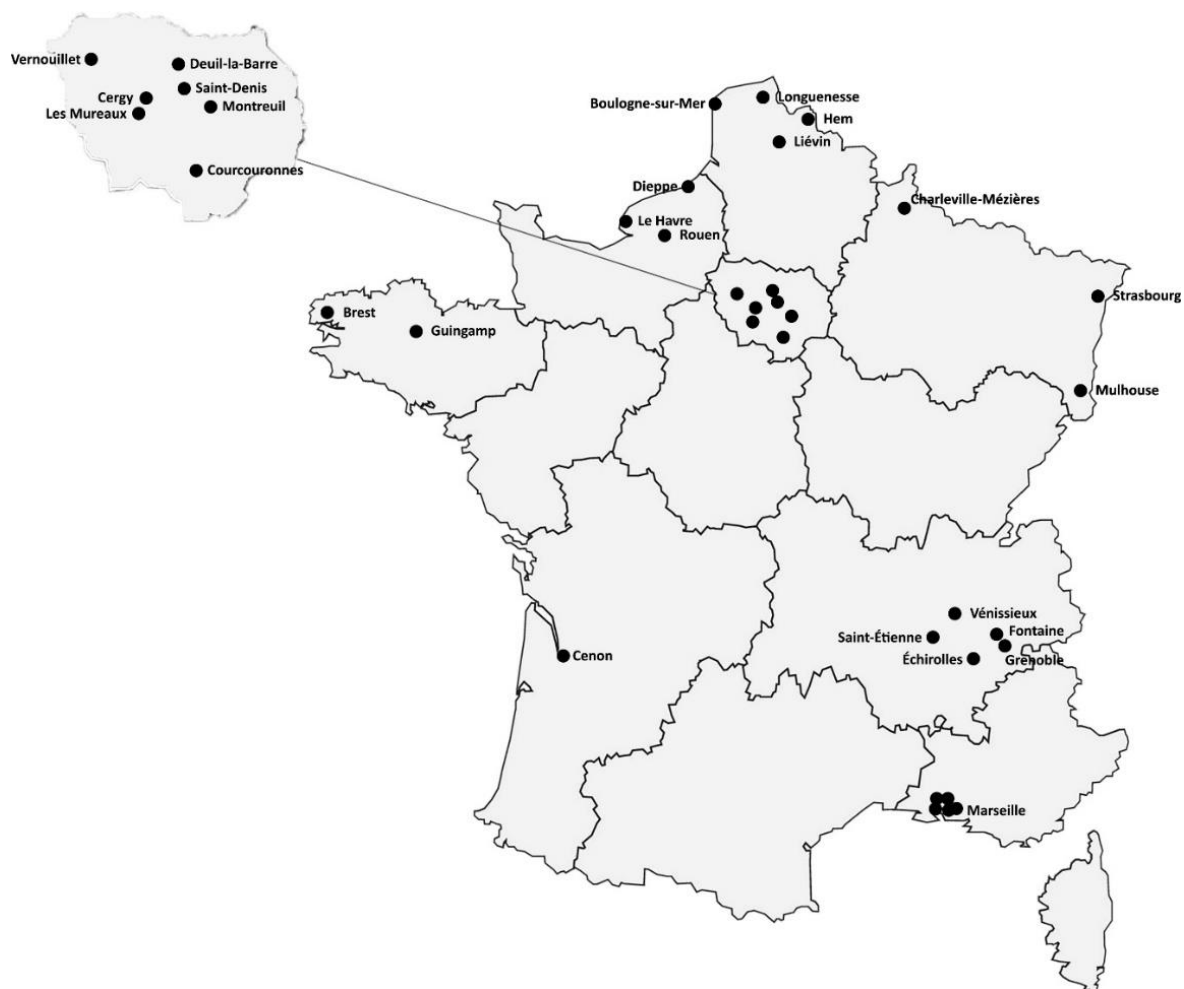 Vernouillet
Deuil-la-Barre
Saint-Denis
Cergy
Montreuil
Les Mureaux
Courcouronnes
Boulogne-sur-Mer
Longuenesse
Hem
Liévin
Dieppe
Charleville-Mézières
Le Havre
Rouen
Strasbourg
Brest
Guingamp
Mulhouse
Vénissieux
Saint-Étienne
Fontaine
Cenon
Échirolles
Grenoble
Marseille